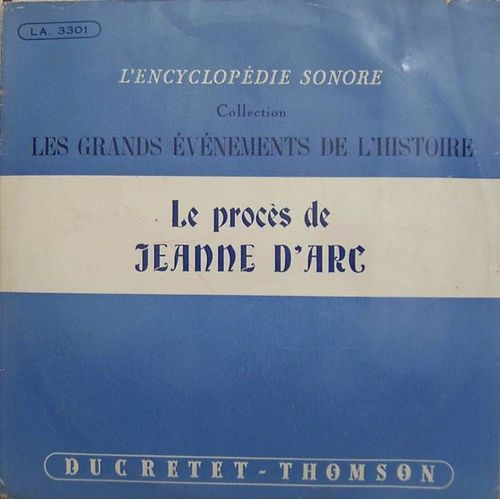 LA. 3301
L'ENCYCLOPÉDIE SONORE
Collection
LES GRANDS ÉVÉNEMENTS DE L'HISTOIRE
Le procès de
JEANNE D'ARC
DUCRETET-THOMSON